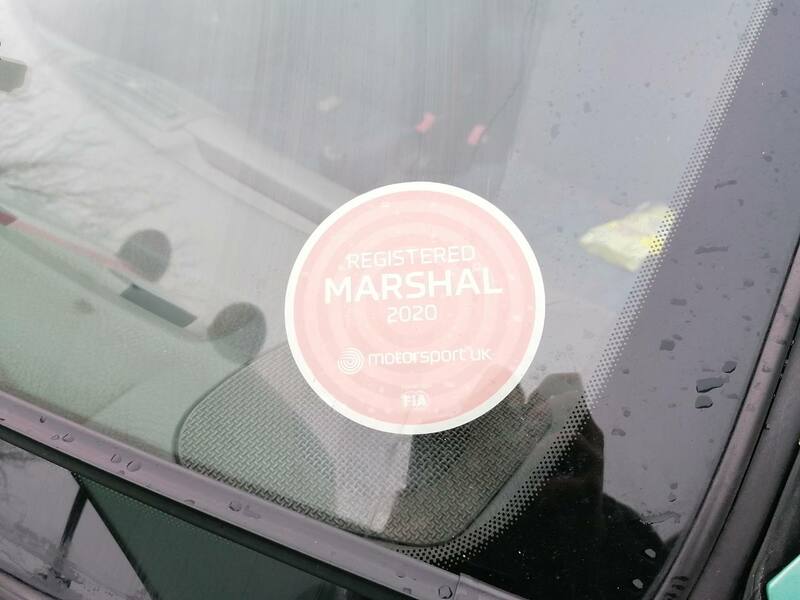 REGISTERED
MARSHAL
2020
motorsport UK
FIA